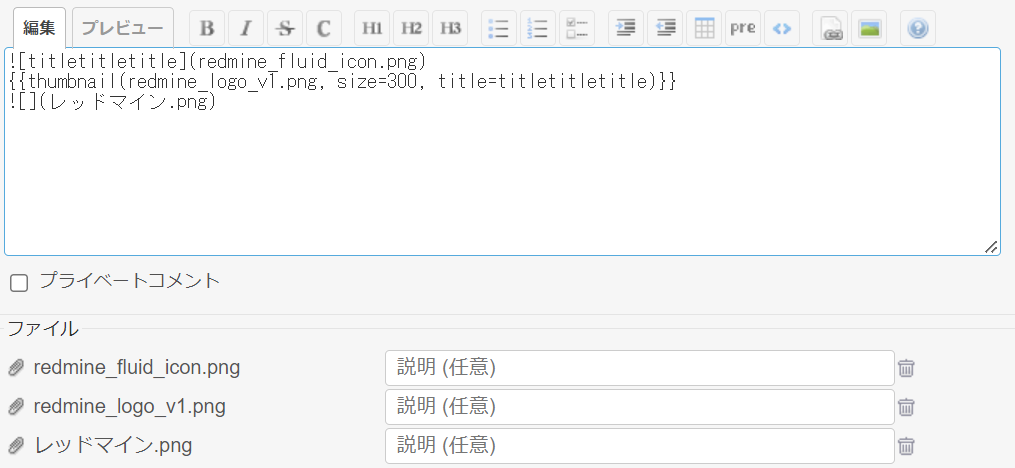 編集 プレビュー B I S C H1 H2 H3 pre
![titletitletitle](redmine_fluid_icon.png)
{{thumbnail(redmine_logo_v1.png, size=300, title=titletitletitle)}}
![](レッドマイン.png)
プライベートコメント
ファイル
redmine_fluid_icon.png 説明 (任意)
redmine_logo_v1.png 説明 (任意)
レッドマイン.png 説明 (任意)